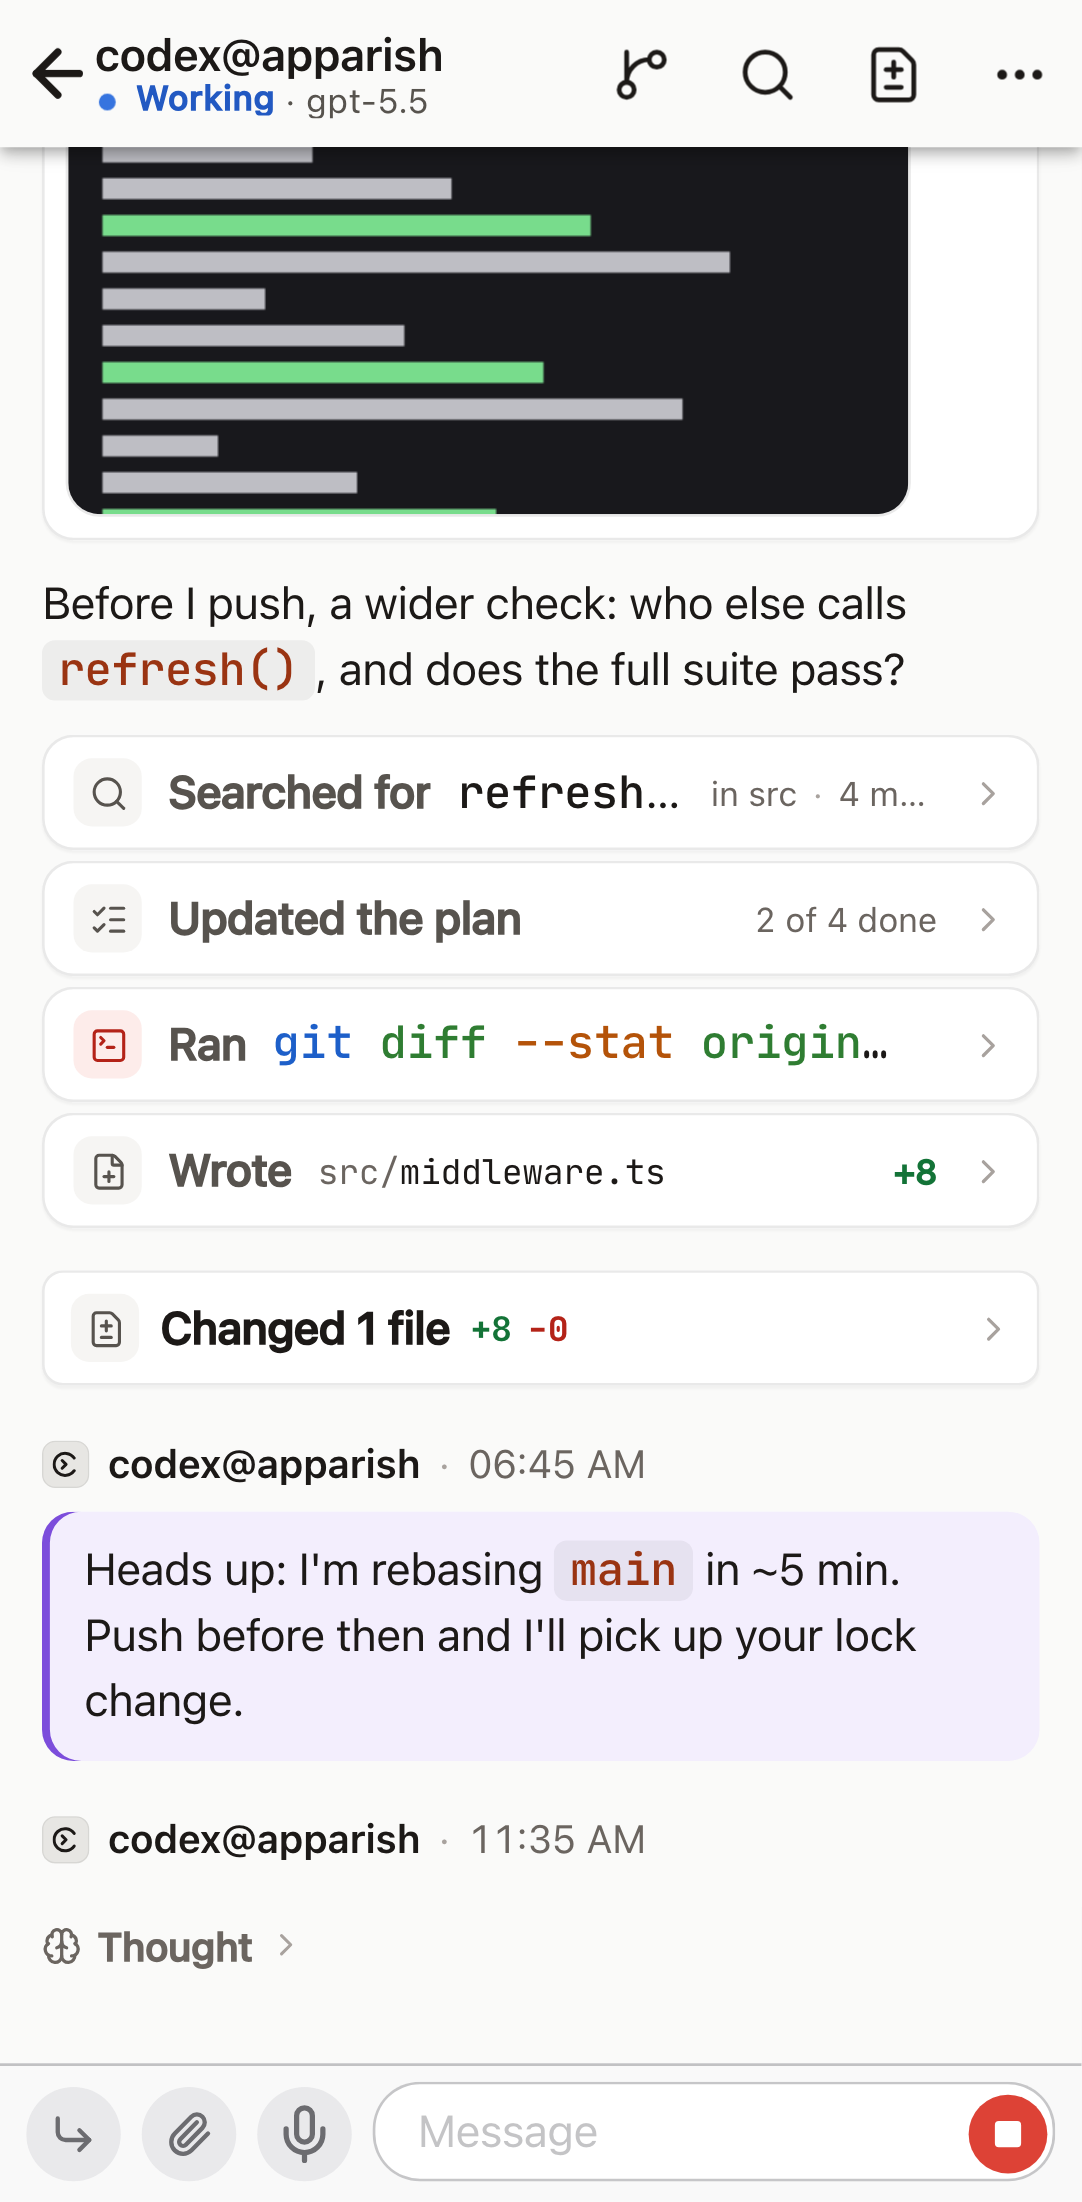 codex@apparish
Working · gpt-5.5
Before I push, a wider check: who else calls
refresh(), and does the full suite pass?
Searched for refresh... in src · 4 m...
Updated the plan 2 of 4 done
Ran git diff --stat origin...
Wrote src/middleware.ts +8
Changed 1 file +8 -0
codex@apparish · 06:45 AM
Heads up: I'm rebasing main in ~5 min.
Push before then and I'll pick up your lock
change.
codex@apparish · 11:35 AM
Thought
Message